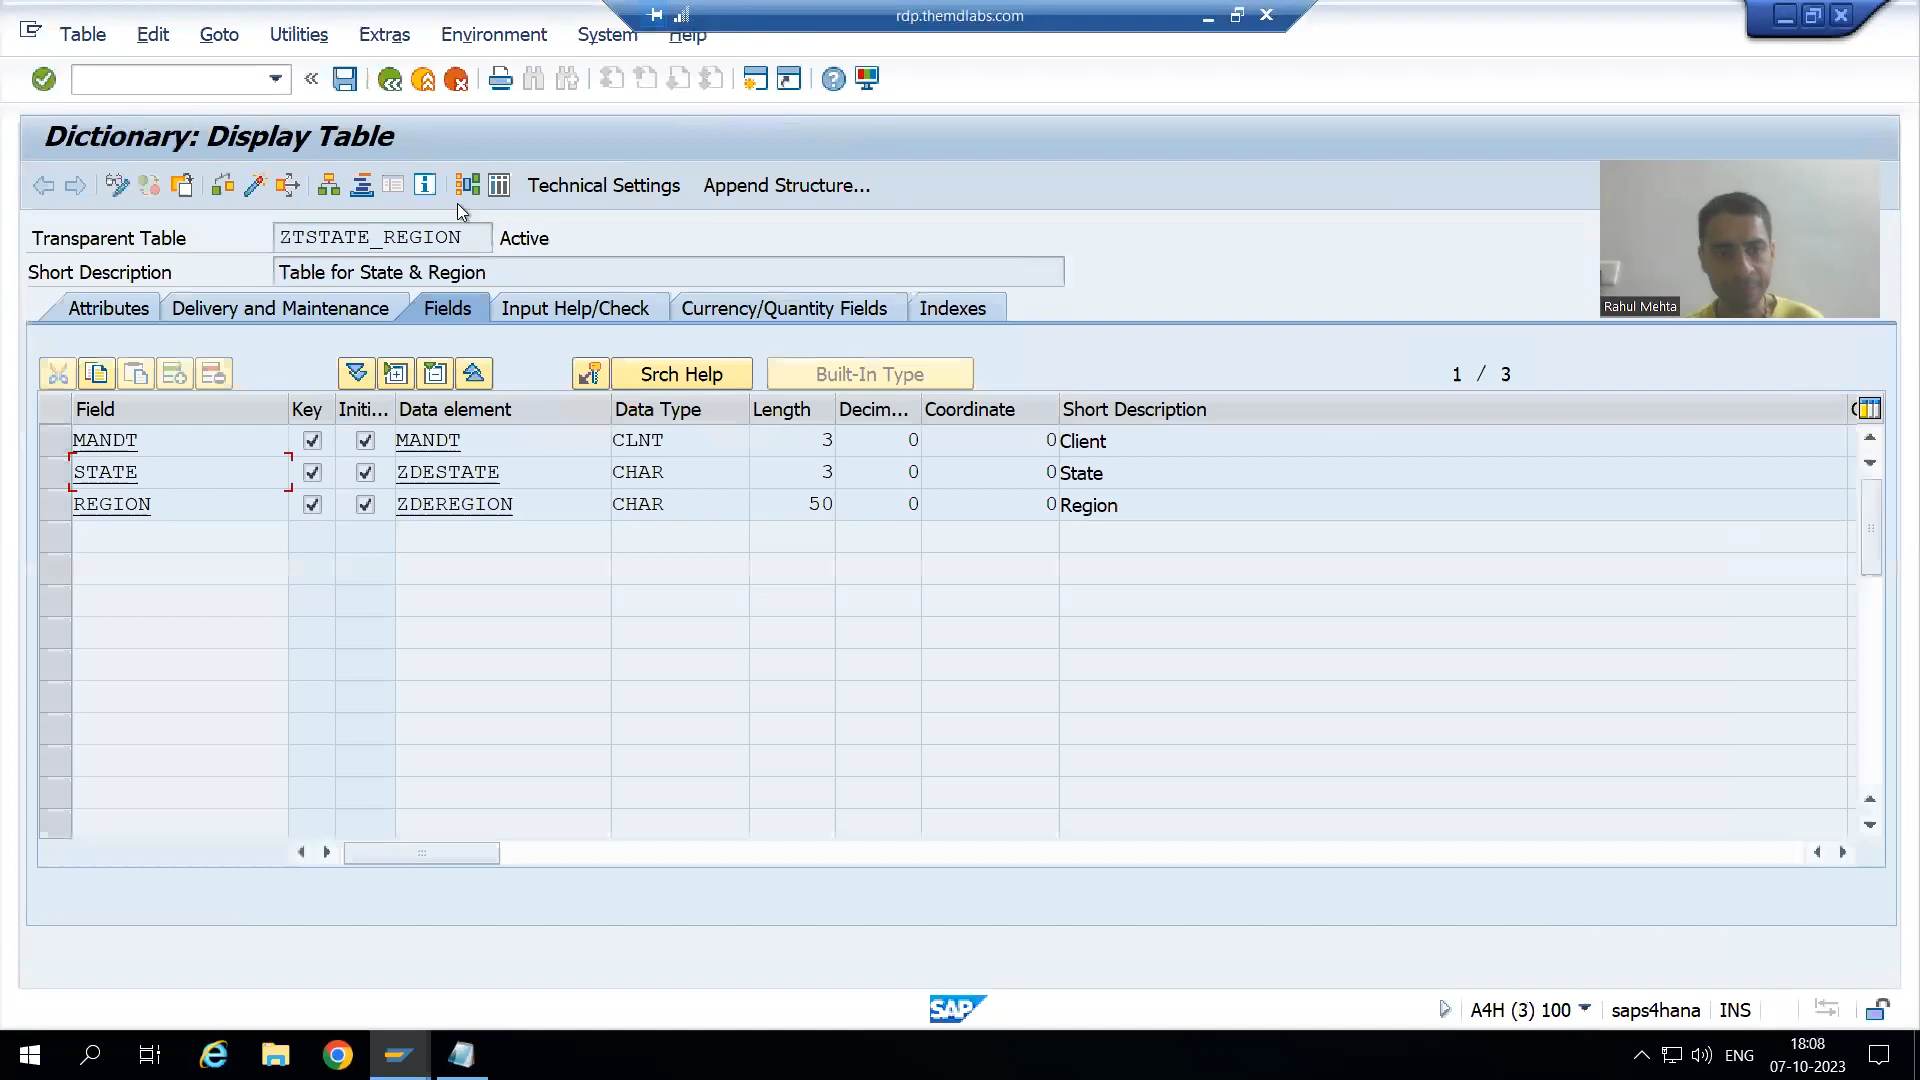 rdp.themdlabs.com
Table Edit Goto Utilities Extras Environment System Help
Dictionary: Display Table
Technical Settings Append Structure...
Transparent Table ZTSTATE_REGION Active
Short Description Table for State & Region
Rahul Mehta
Attributes Delivery and Maintenance Fields Input Help/Check Currency/Quantity Fields Indexes
Srch Help Built-In Type 1 / 3
Field Key Initi... Data element Data Type Length Decim... Coordinate Short Description
MANDT MANDT CLNT 3 0 0 Client
STATE ZDESTATE CHAR 3 0 0 State
REGION ZDEREGION CHAR 50 0 0 Region
SAP A4H (3) 100 saps4hana INS
ENG 18:08
07-10-2023